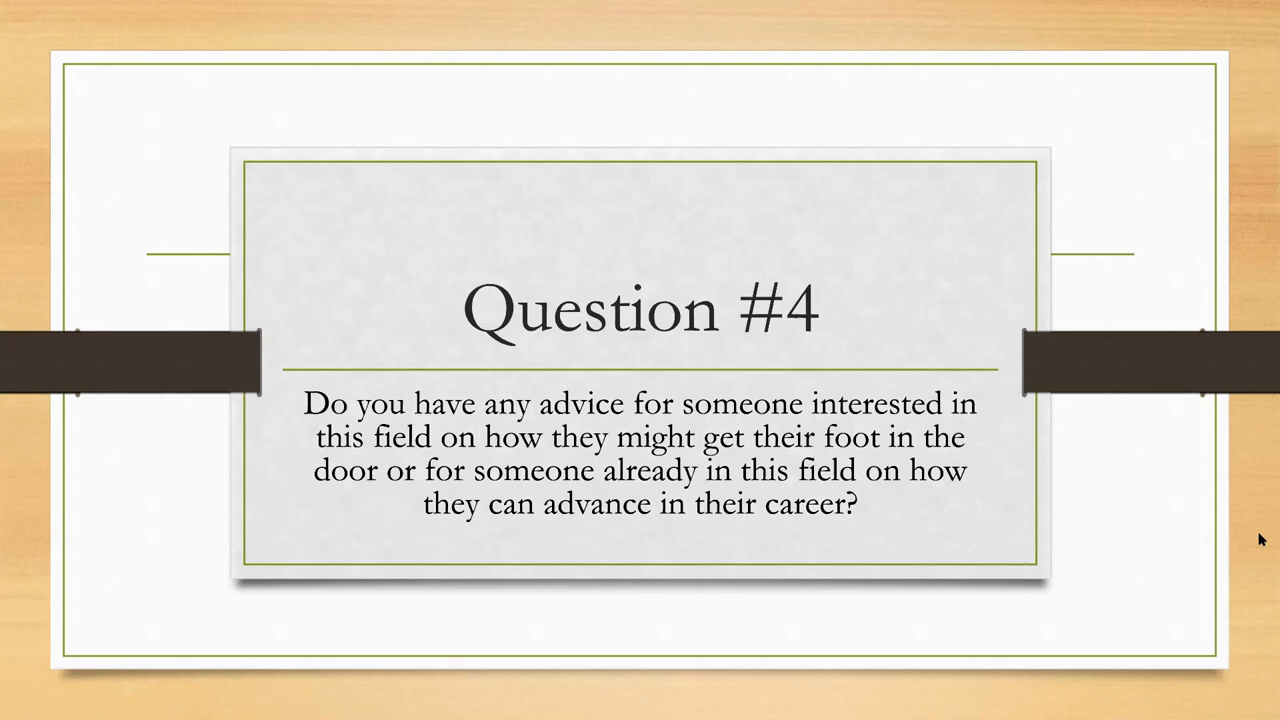 Question #4
Do you have any advice for someone interested in
this field on how they might get their foot in the
door or for someone already in this field on how
they can advance in their career?